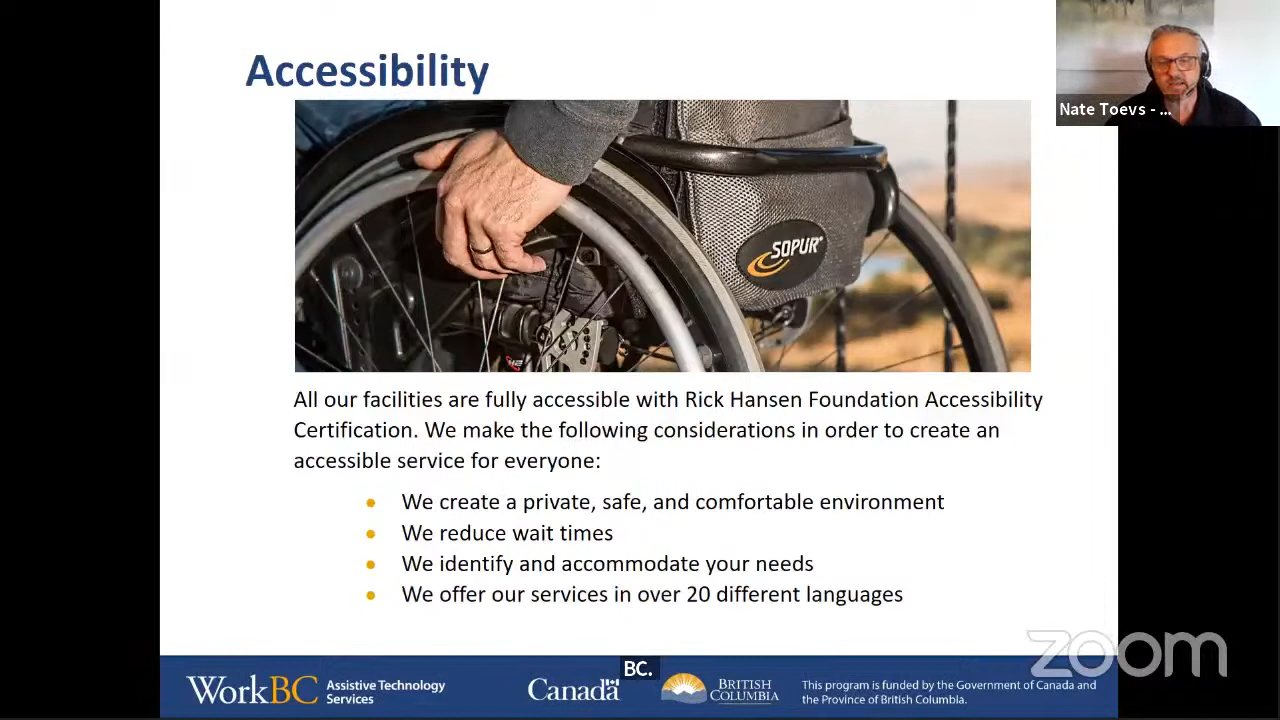 Accessibility
Nate Toevs - ...
SOPUR
All our facilities are fully accessible with Rick Hansen Foundation Accessibility
Certification. We make the following considerations in order to create an
accessible service for everyone:
• We create a private, safe, and comfortable environment
• We reduce wait times
• We identify and accommodate your needs
• We offer our services in over 20 different languages
zoom
BC.
WorkBC
Assistive Technology
Services
Canada
BRITISH
COLUMBIA
This program is funded by the Government of Canada and
the Province of British Columbia.